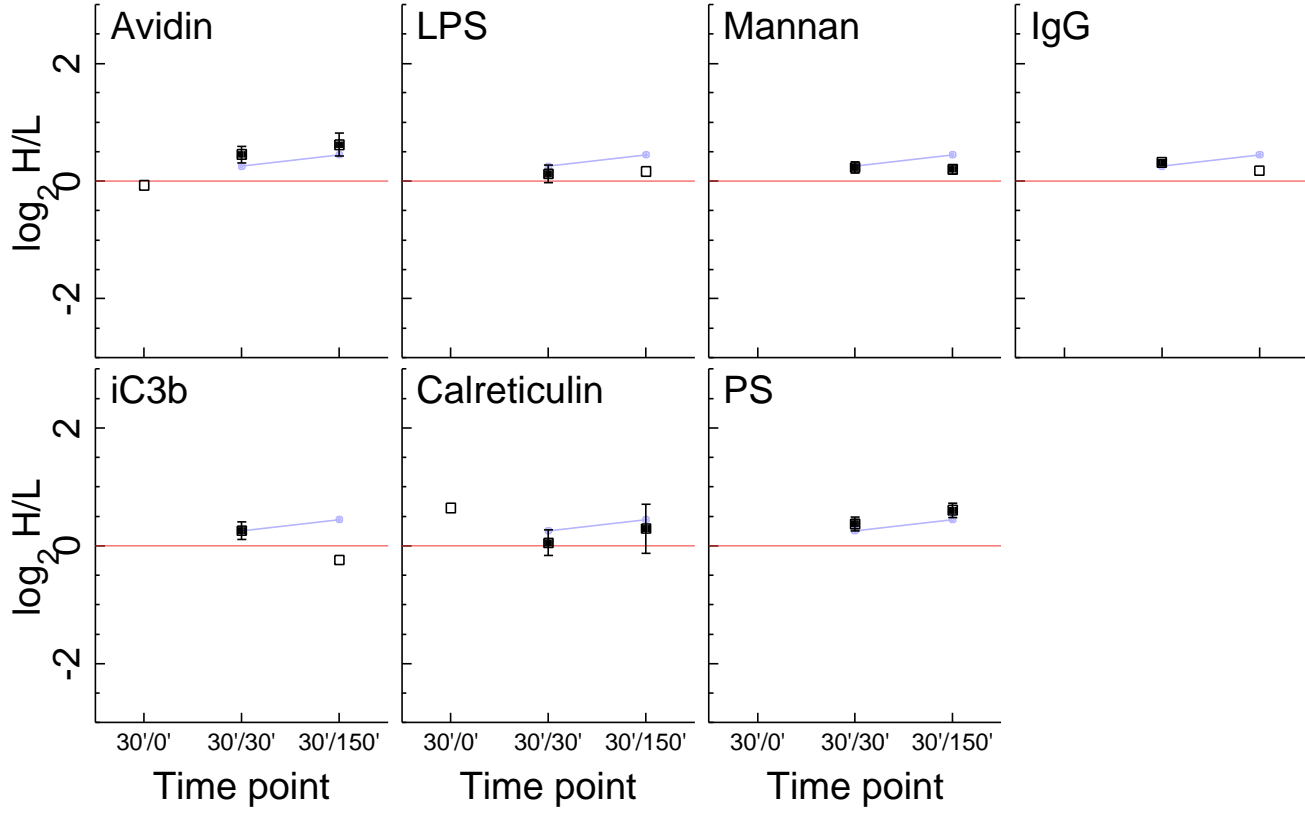 Avidin
LPS
Mannan
IgG
2
0
-2
log2 H/L
iC3b
Calreticulin
PS
2
0
-2
log2 H/L
30'/0' 30'/30' 30'/150'
30'/0' 30'/30' 30'/150'
30'/0' 30'/30' 30'/150'
Time point
Time point
Time point